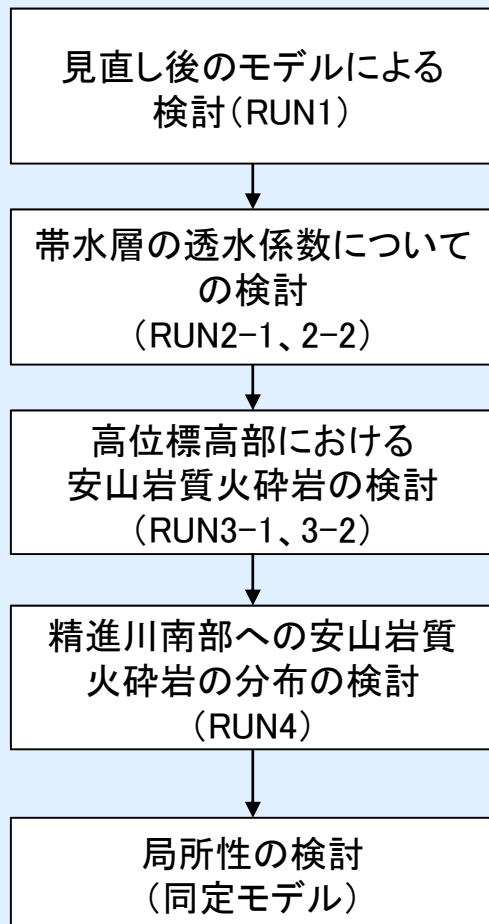 見直し後のモデルによる
検討（RUN1）
帯水層の透水係数について
の検討
（RUN2−1、2−2）
高位標高部における
安山岩質火砕岩の検討
（RUN3−1、3−2）
精進川南部への安山岩質
火砕岩の分布の検討
（RUN4）
局所性の検討
（同定モデル）